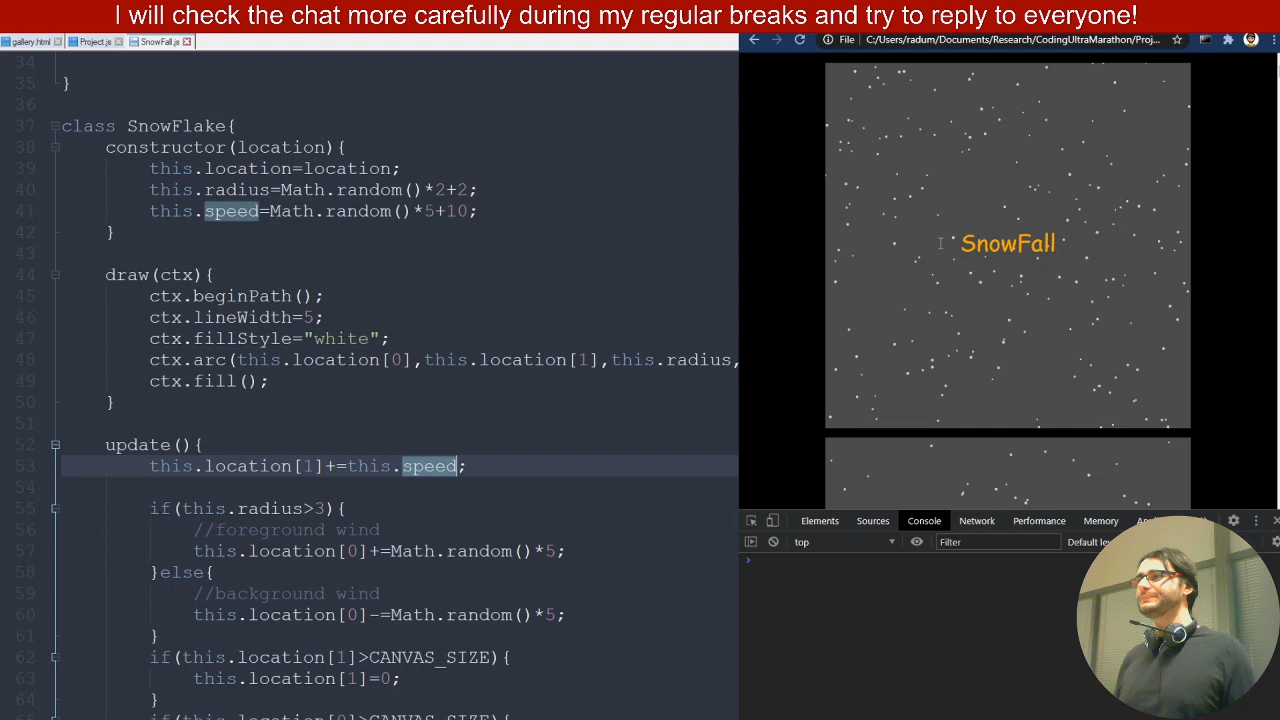 I will check the chat more carefully during my regular breaks and try to reply to everyone!
gallery.html Project.js SnowFall.js
File C:/Users/radum/Documents/Research/CodingUltraMarathon/Proj...
34
35 }
36
37 class SnowFlake{
38 constructor(location){
39 this.location=location;
40 this.radius=Math.random()*2+2;
41 this.speed=Math.random()*5+10;
42 }
43
44 draw(ctx){
45 ctx.beginPath();
46 ctx.lineWidth=5;
47 ctx.fillStyle="white";
48 ctx.arc(this.location[0],this.location[1],this.radius,
49 ctx.fill();
50 }
51
52 update(){
53 this.location[1]+=this.speed;
54
55 if(this.radius>3){
56 //foreground wind
57 this.location[0]+=Math.random()*5;
58 }else{
59 //background wind
60 this.location[0]-=Math.random()*5;
61 }
62 if(this.location[1]>CANVAS_SIZE){
63 this.location[1]=0;
64 }
SnowFall
Elements Sources Console Network Performance Memory
top Filter Default